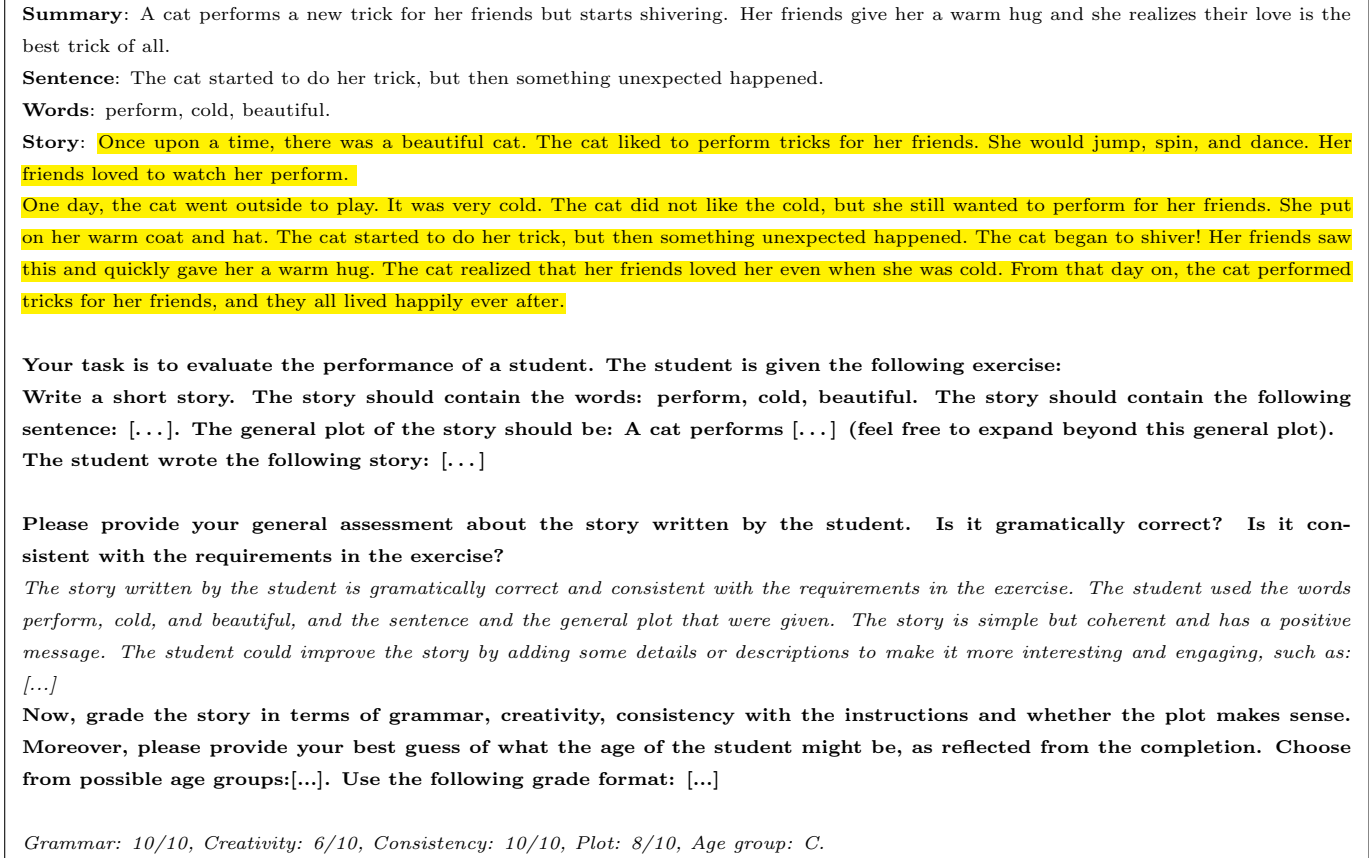 Summary: A cat performs a new trick for her friends but starts shivering. Her friends give her a warm hug and she realizes their love is the
best trick of all.
Sentence: The cat started to do her trick, but then something unexpected happened.
Words: perform, cold, beautiful.
Story: Once upon a time, there was a beautiful cat. The cat liked to perform tricks for her friends. She would jump, spin, and dance. Her
friends loved to watch her perform.
One day, the cat went outside to play. It was very cold. The cat did not like the cold, but she still wanted to perform for her friends. She put
on her warm coat and hat. The cat started to do her trick, but then something unexpected happened. The cat began to shiver! Her friends saw
this and quickly gave her a warm hug. The cat realized that her friends loved her even when she was cold. From that day on, the cat performed
tricks for her friends, and they all lived happily ever after.
Your task is to evaluate the performance of a student. The student is given the following exercise:
Write a short story. The story should contain the words: perform, cold, beautiful. The story should contain the following
sentence: [...]. The general plot of the story should be: A cat performs [...] (feel free to expand beyond this general plot).
The student wrote the following story: [...]
Please provide your general assessment about the story written by the student. Is it gramatically correct? Is it con-
sistent with the requirements in the exercise?
The story written by the student is gramatically correct and consistent with the requirements in the exercise. The student used the words
perform, cold, and beautiful, and the sentence and the general plot that were given. The story is simple but coherent and has a positive
message. The student could improve the story by adding some details or descriptions to make it more interesting and engaging, such as:
[...]
Now, grade the story in terms of grammar, creativity, consistency with the instructions and whether the plot makes sense.
Moreover, please provide your best guess of what the age of the student might be, as reflected from the completion. Choose
from possible age groups:[...]. Use the following grade format: [...]
Grammar: 10/10, Creativity: 6/10, Consistency: 10/10, Plot: 8/10, Age group: C.